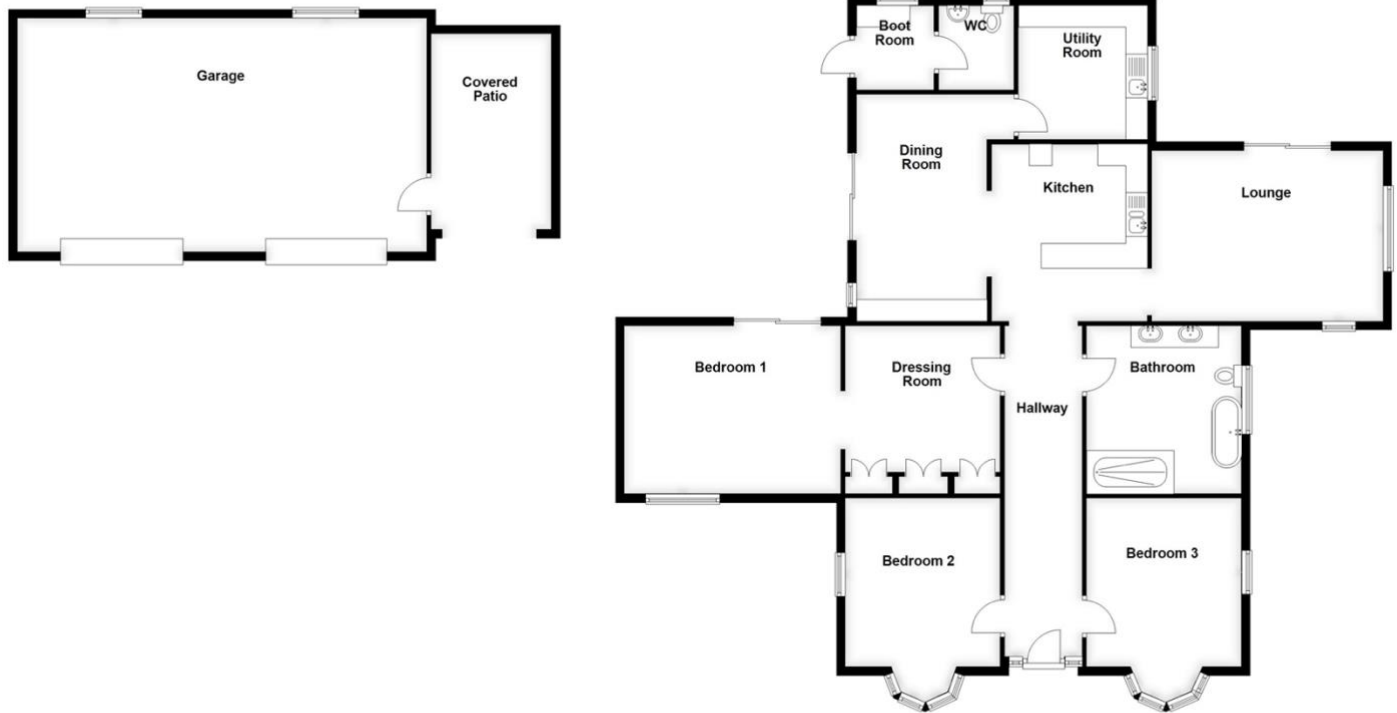 Garage
Covered
Patio
Boot
Room
WC
Utility
Room
Dining
Room
Kitchen
Lounge
Bedroom 1
Dressing
Room
Hallway
Bathroom
Bedroom 2
Bedroom 3